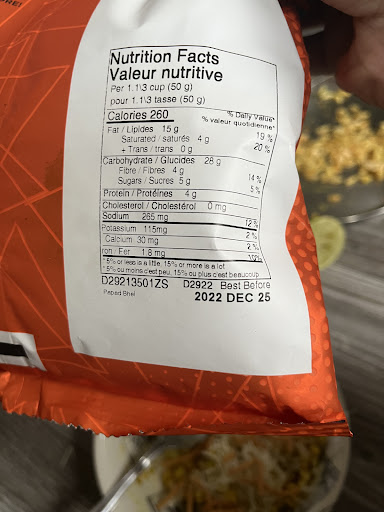 Nutrition Facts
Valeur nutritive
Per 1.1\3 cup (50 g)
pour 1.1\3 tasse (50 g)
% Daily Value*
Calories 260 % valeur quotidienne*
Fat / Lipides 15 g 19 %
Saturated / saturés 4 g 20 %
+ Trans / trans 0 g
Carbohydrate / Glucides 28 g
Fibre / Fibres 4 g 14 %
Sugars / Sucres 5 g 5 %
Protein / Protéines 4 g
Cholesterol / Cholestérol 0 mg
Sodium 265 mg 12 %
Potassium 115mg 2 %
Calcium 30 mg 2 %
Iron / Fer 1.8 mg 10%
*5% or less is a little, 15% or more is a lot
*5% ou moins c'est peu, 15% ou plus c'est beaucoup
D29213501ZS D2922 Best Before
Paped Bhel 2022 DEC 25